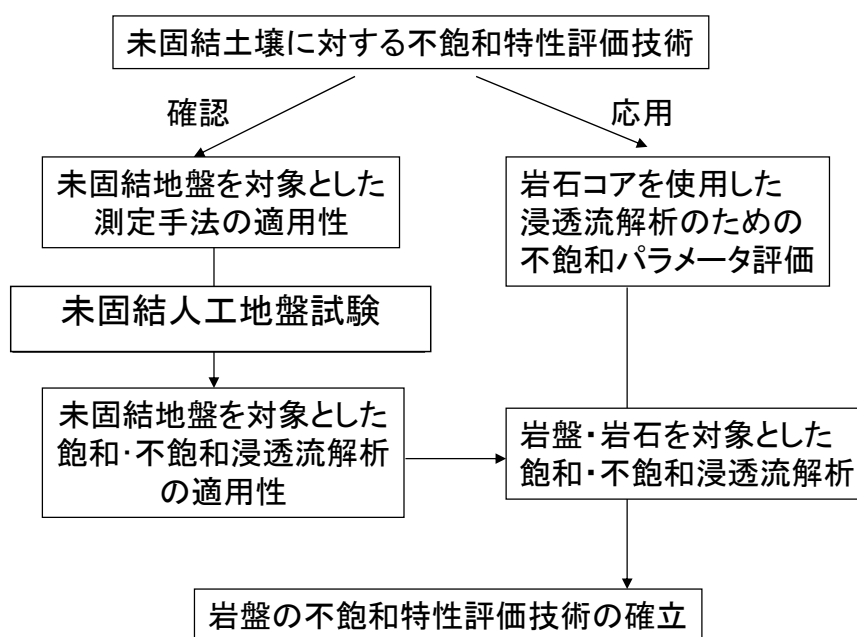 未固結土壌に対する不飽和特性評価技術
確認
応用
未固結地盤を対象とした
測定手法の適用性
岩石コアを使用した
浸透流解析のための
不飽和パラメータ評価
未固結人工地盤試験
未固結地盤を対象とした
飽和・不飽和浸透流解析
の適用性
岩盤・岩石を対象とした
飽和・不飽和浸透流解析
岩盤の不飽和特性評価技術の確立